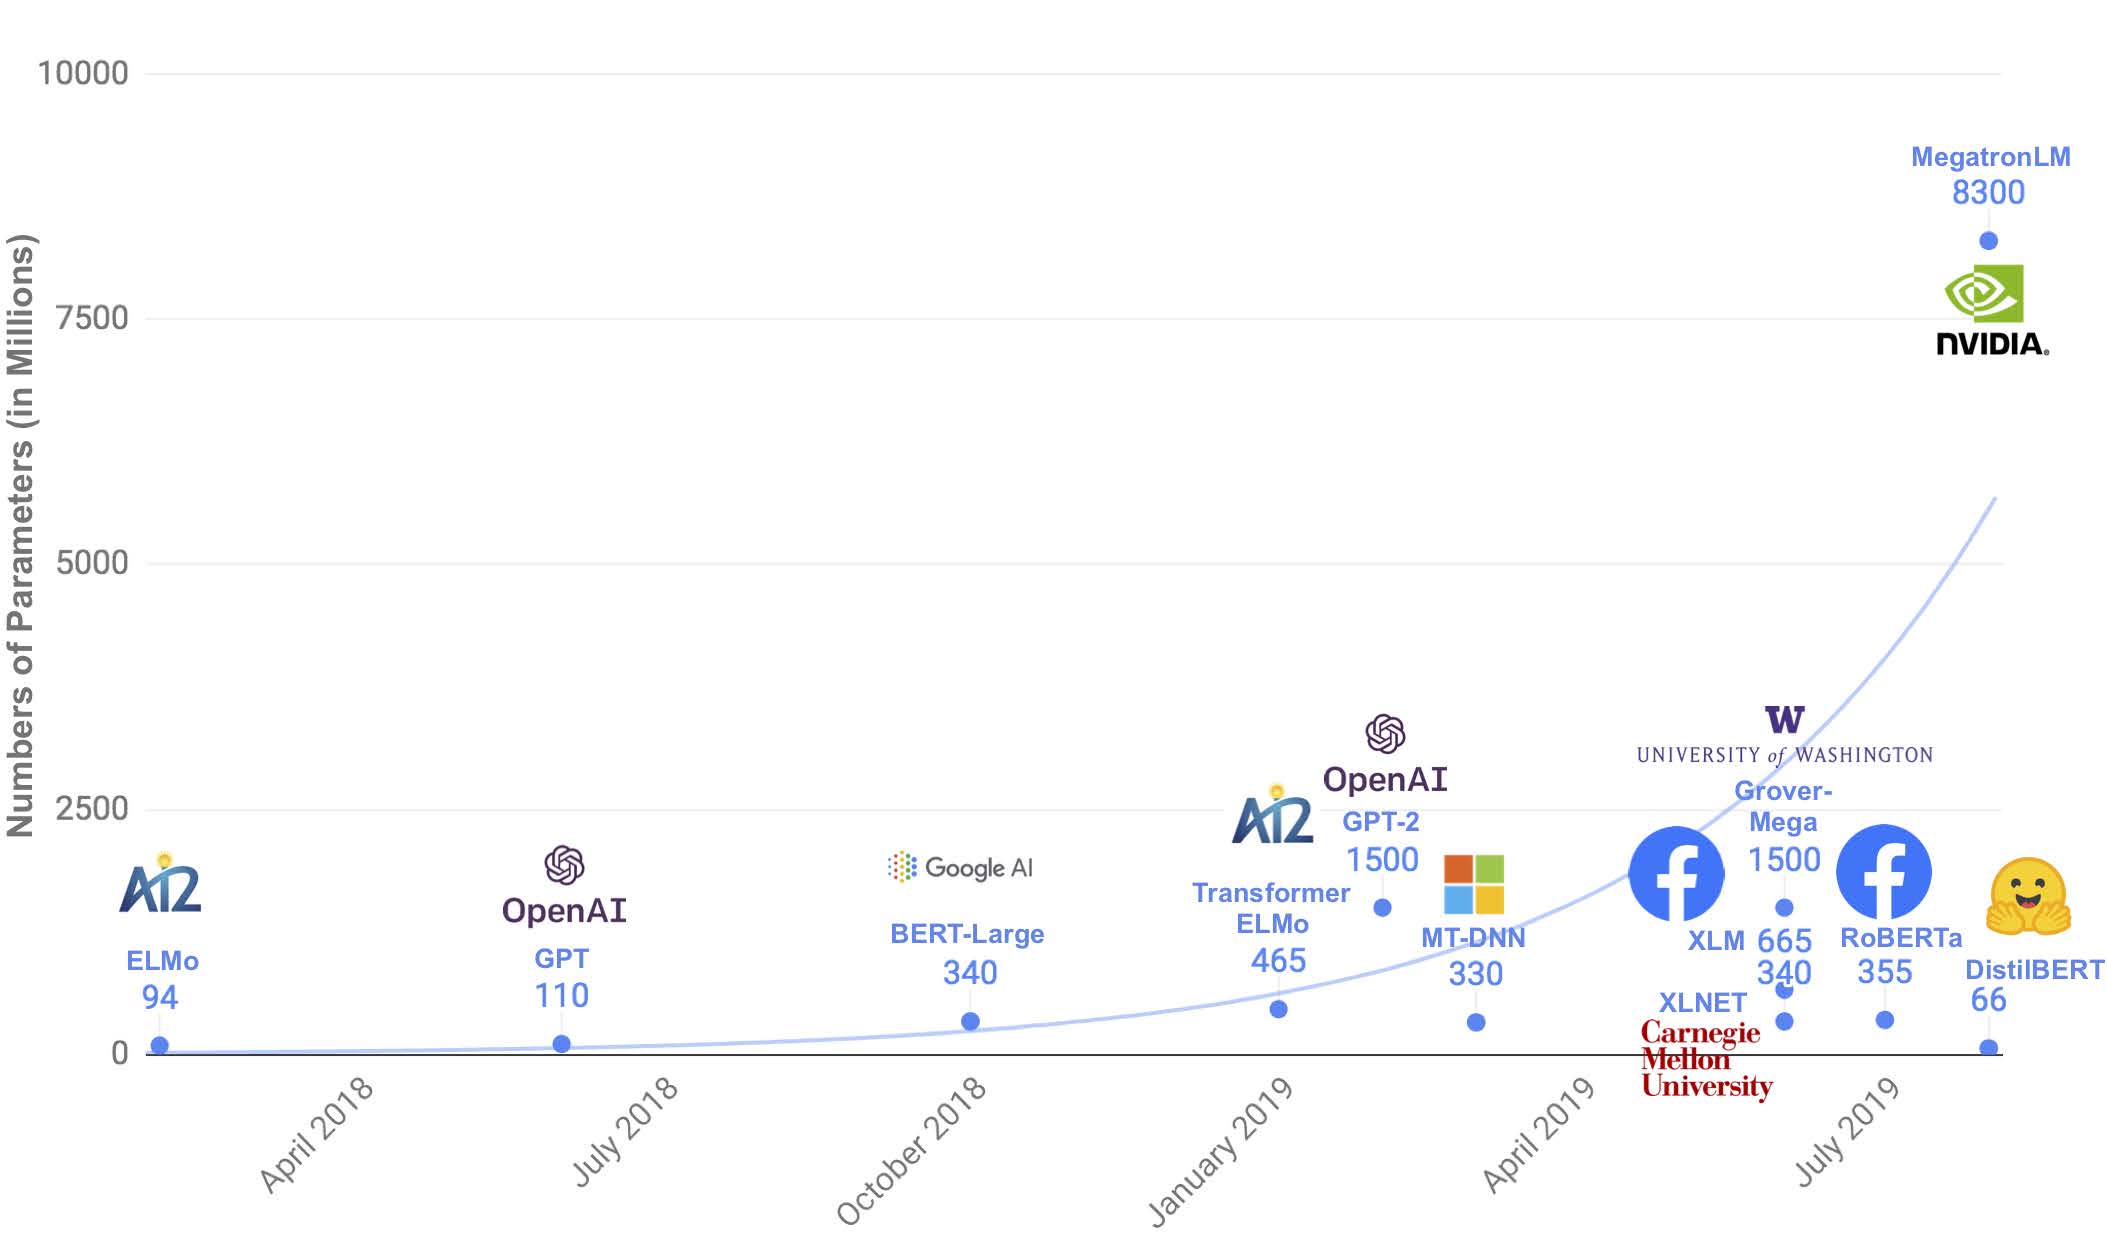 10000
7500
5000
2500
0
Numbers of Parameters (in Millions)
MegatronLM
8300
NVIDIA®
AI2
ELMo
94
OpenAI
GPT
110
Google AI
BERT-Large
340
AI2
Transformer
ELMo
465
OpenAI
GPT-2
1500
MT-DNN
330
W
UNIVERSITY of WASHINGTON
Grover-
Mega
1500
f
XLM 665
340
XLNET
Carnegie
Mellon
University
f
RoBERTa
355
DistilBERT
66
April 2018
July 2018
October 2018
January 2019
April 2019
July 2019